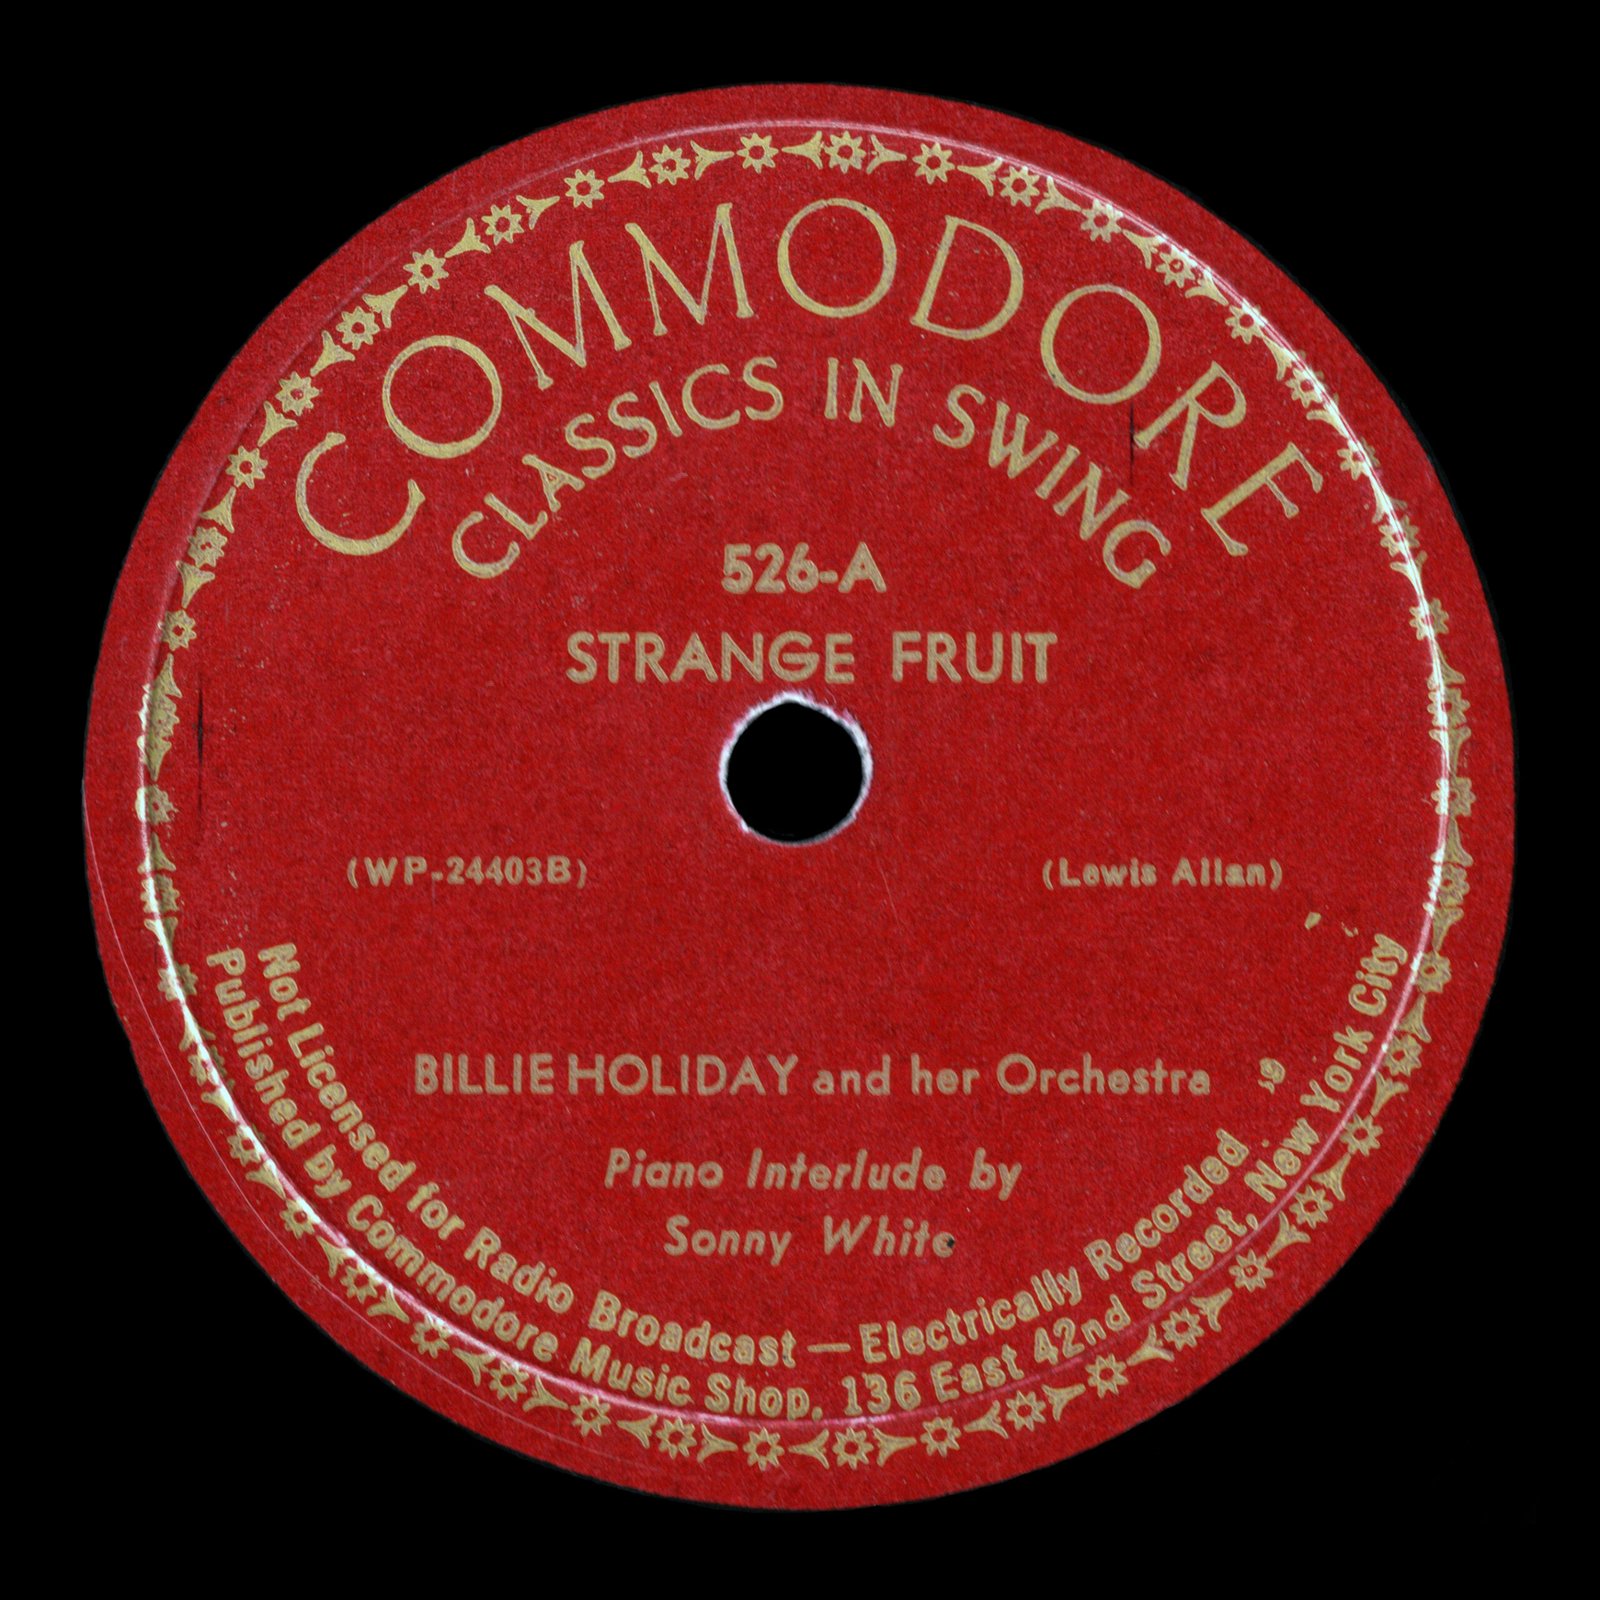 COMMODORE
CLASSICS IN SWING
526-A
STRANGE FRUIT
(WP-24403B)
(Lewis Allan)
BILLIE HOLIDAY and her Orchestra
Piano Interlude by
Sonny White
Not Licensed for Radio Broadcast — Electrically Recorded
Published by Commodore Music Shop, 136 East 42nd Street, New York City